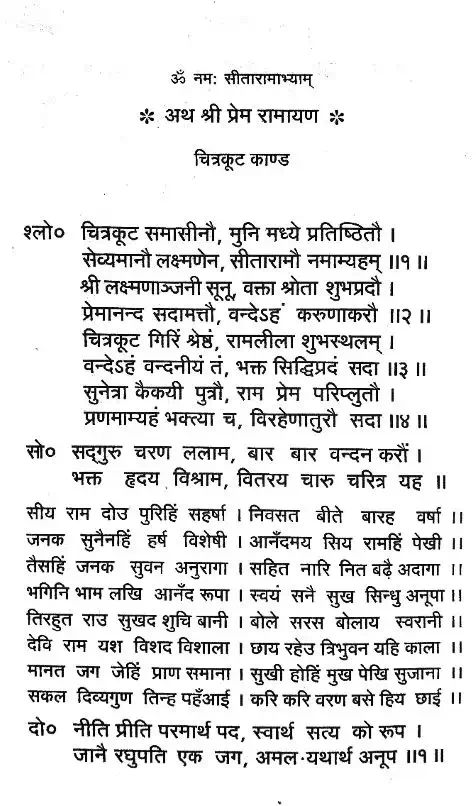 ॐ नमः सीतारामाभ्याम्
* अथ श्री प्रेम रामायण *
चित्रकूट काण्ड
श्लो० चित्रकूट समासीनौ, मुनि मध्ये प्रतिष्ठितौ ।
सेव्यमानौ लक्ष्मणेन, सीतारामौ नमाम्यहम् ॥१॥
श्री लक्ष्मणाञ्जनी सूनू, वक्ता श्रोता शुभप्रदौ ।
प्रेमानन्द सदामत्तौ, वन्देऽहं करुणाकरौ ॥२॥
चित्रकूट गिरिं श्रेष्ठं, रामलीला शुभस्थलम् ।
वन्देऽहं वन्दनीयं तं, भक्त सिद्धिप्रदं सदा ॥३॥
सुनेत्रा कैकयी पुत्रौ, राम प्रेम परिप्लुतौ ।
प्रणमाम्यहं भक्त्या च, विरहेणातुरौ सदा ॥४॥
सो० सद्गुरु चरण ललाम, बार बार वन्दन करौं ।
भक्त हृदय विश्राम, वितरय चारु चरित्र यह ॥
सीय राम दोउ पुरिहिं सहर्षा । निवसत बीते बारह वर्षा ॥
जनक सुनैनहिं हर्ष विशेषी । आनँदमय सिय रामहिं पेखी ॥
तैसहिं जनक सुवन अनुरागा । सहित नारि नित बढ़ै अदागा ॥
भगिनि भाम लखि आनँद रूपा । स्वयं सनै सुख सिन्धु अनूपा ॥
तिरहुत राउ सुखद शुचि बानी । बोले सरस बोलाय स्वरानी ॥
देवि राम यश विशद विशाला । छाय रहेउ त्रिभुवन यहि काला ॥
मानत जग जेहिं प्राण समाना । सुखी होहिं मुख पेखि सुजाना ॥
सकल दिव्यगुण तिन्ह पहँआई । करि करि वरण बसे हिय छाई ॥
दो० नीति प्रीति परमार्थ पद, स्वार्थ सत्य को रूप ।
जानै रघुपति एक जग, अमल-यथार्थ अनूप ॥१॥